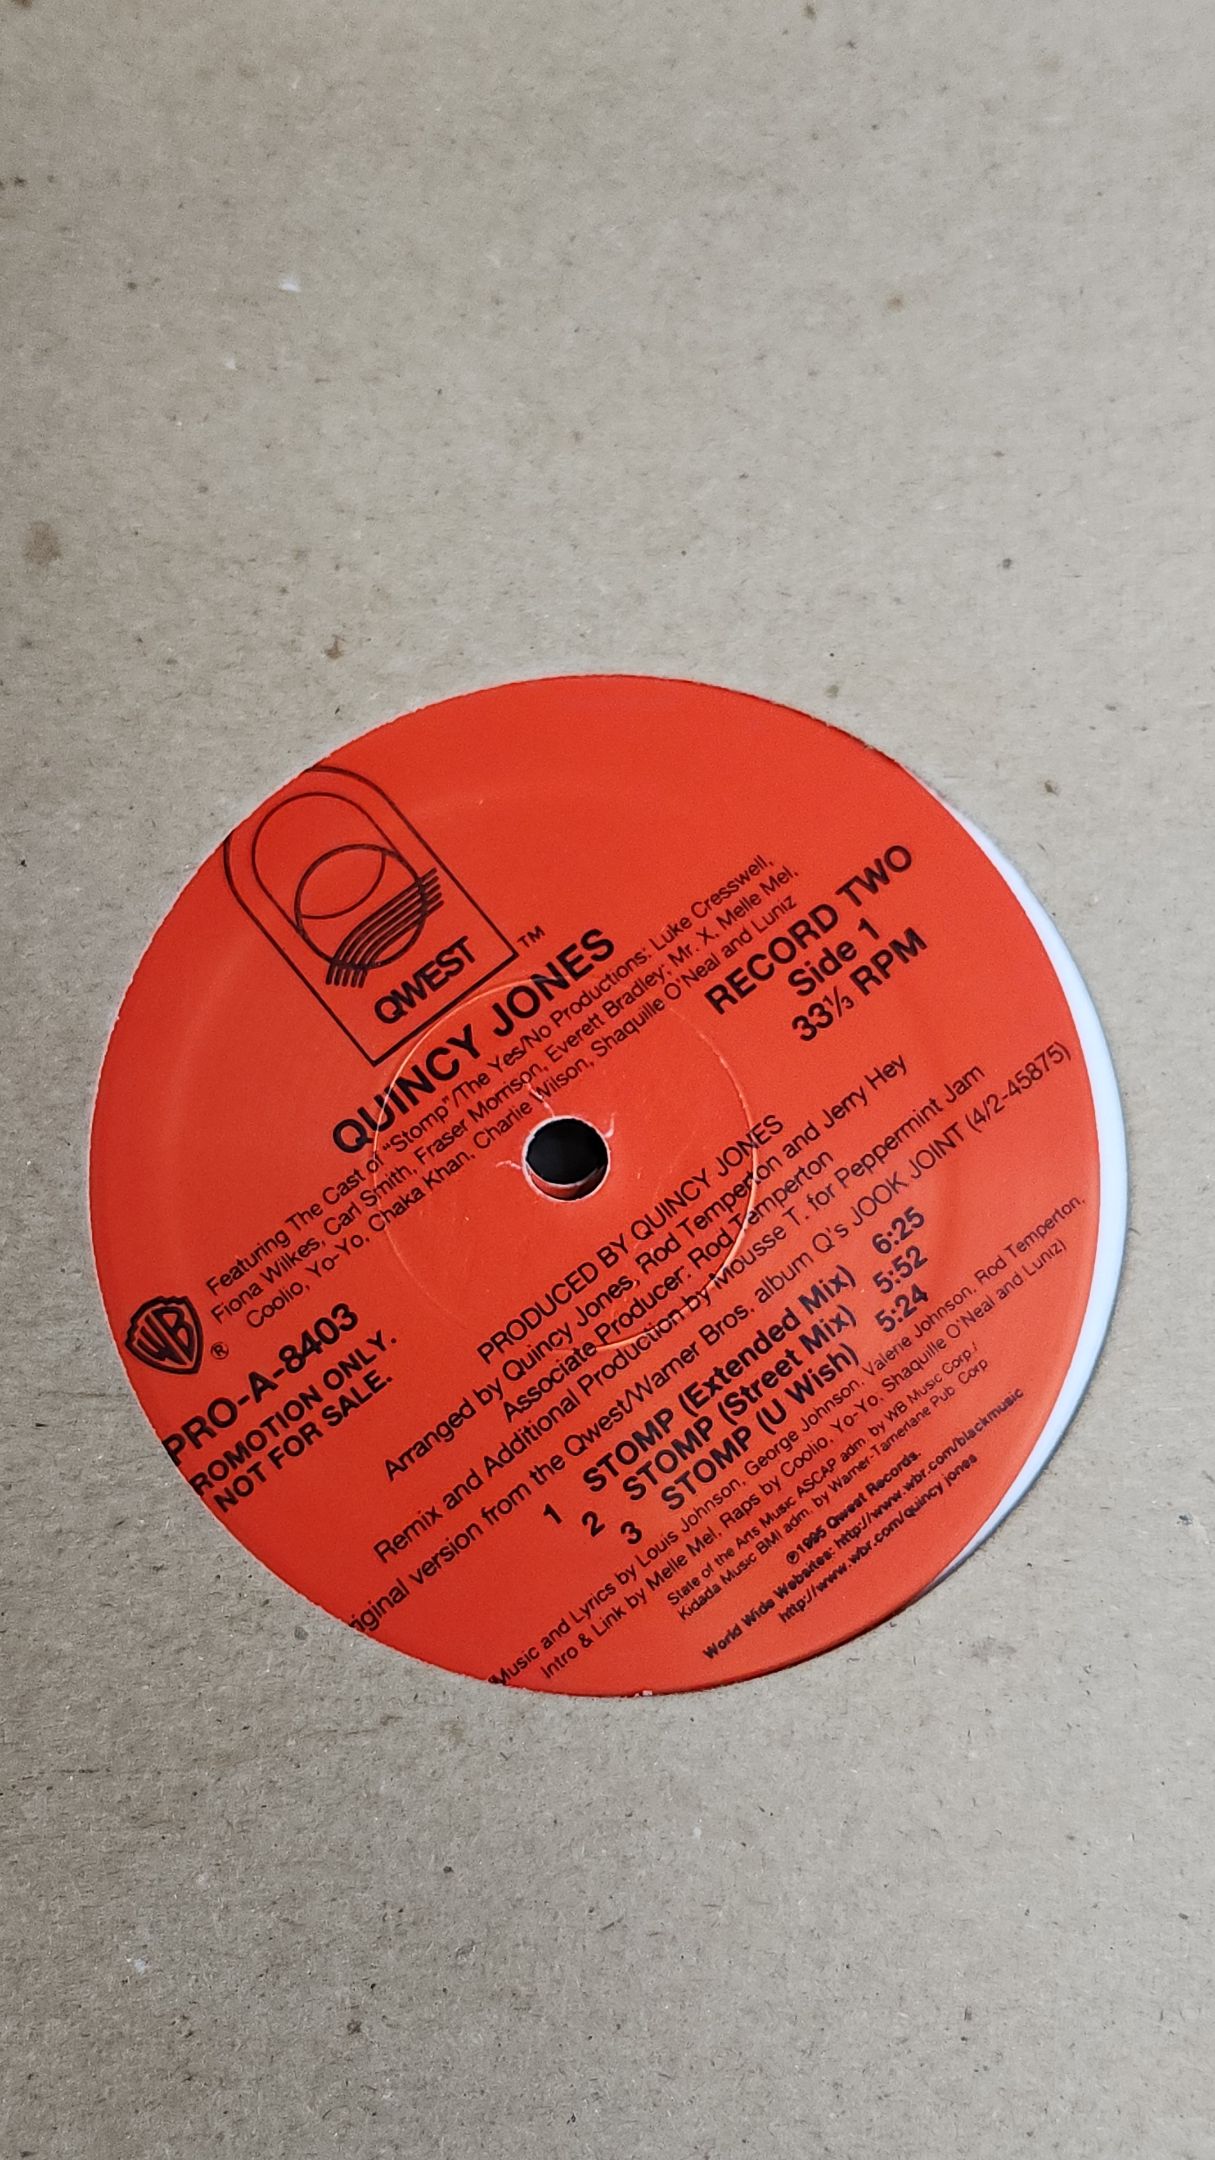 QWEST™
QUINCY JONES
Featuring The Cast of "Stomp"/The Yes/No Productions: Luke Cresswell,
Fiona Wilkes, Carl Smith, Fraser Morrison, Everett Bradley; Mr. X, Melle Mel,
Coolio, Yo-Yo, Chaka Khan, Charlie Wilson, Shaquille O'Neal and Luniz
RECORD TWO
Side 1
33⅓ RPM
WB ®
PRO-A-8403
ROMOTION ONLY.
NOT FOR SALE.
PRODUCED BY QUINCY JONES
Arranged by Quincy Jones, Rod Temperton and Jerry Hey
Associate Producer: Rod Temperton
Remix and Additional Production by Mousse T. for Peppermint Jam
iginal version from the Qwest/Warner Bros. album Q's JOOK JOINT (4/2-45875)
1 STOMP (Extended Mix) 6:25
2 STOMP (Street Mix) 5:52
3 STOMP (U Wish) 5:24
Music and Lyrics by Louis Johnson, George Johnson, Valerie Johnson, Rod Temperton.
Intro & Link by Melle Mel, Raps by Coolio, Yo-Yo, Shaquille O'Neal and Luniz)
State of the Arts Music ASCAP adm. by WB Music Corp./
Kidada Music BMI adm. by Warner-Tamerlane Pub. Corp
℗1995 Qwest Records.
World Wide Websites: http://www.wbr.com/blackmusic
http://www.wbr.com/quincy jones